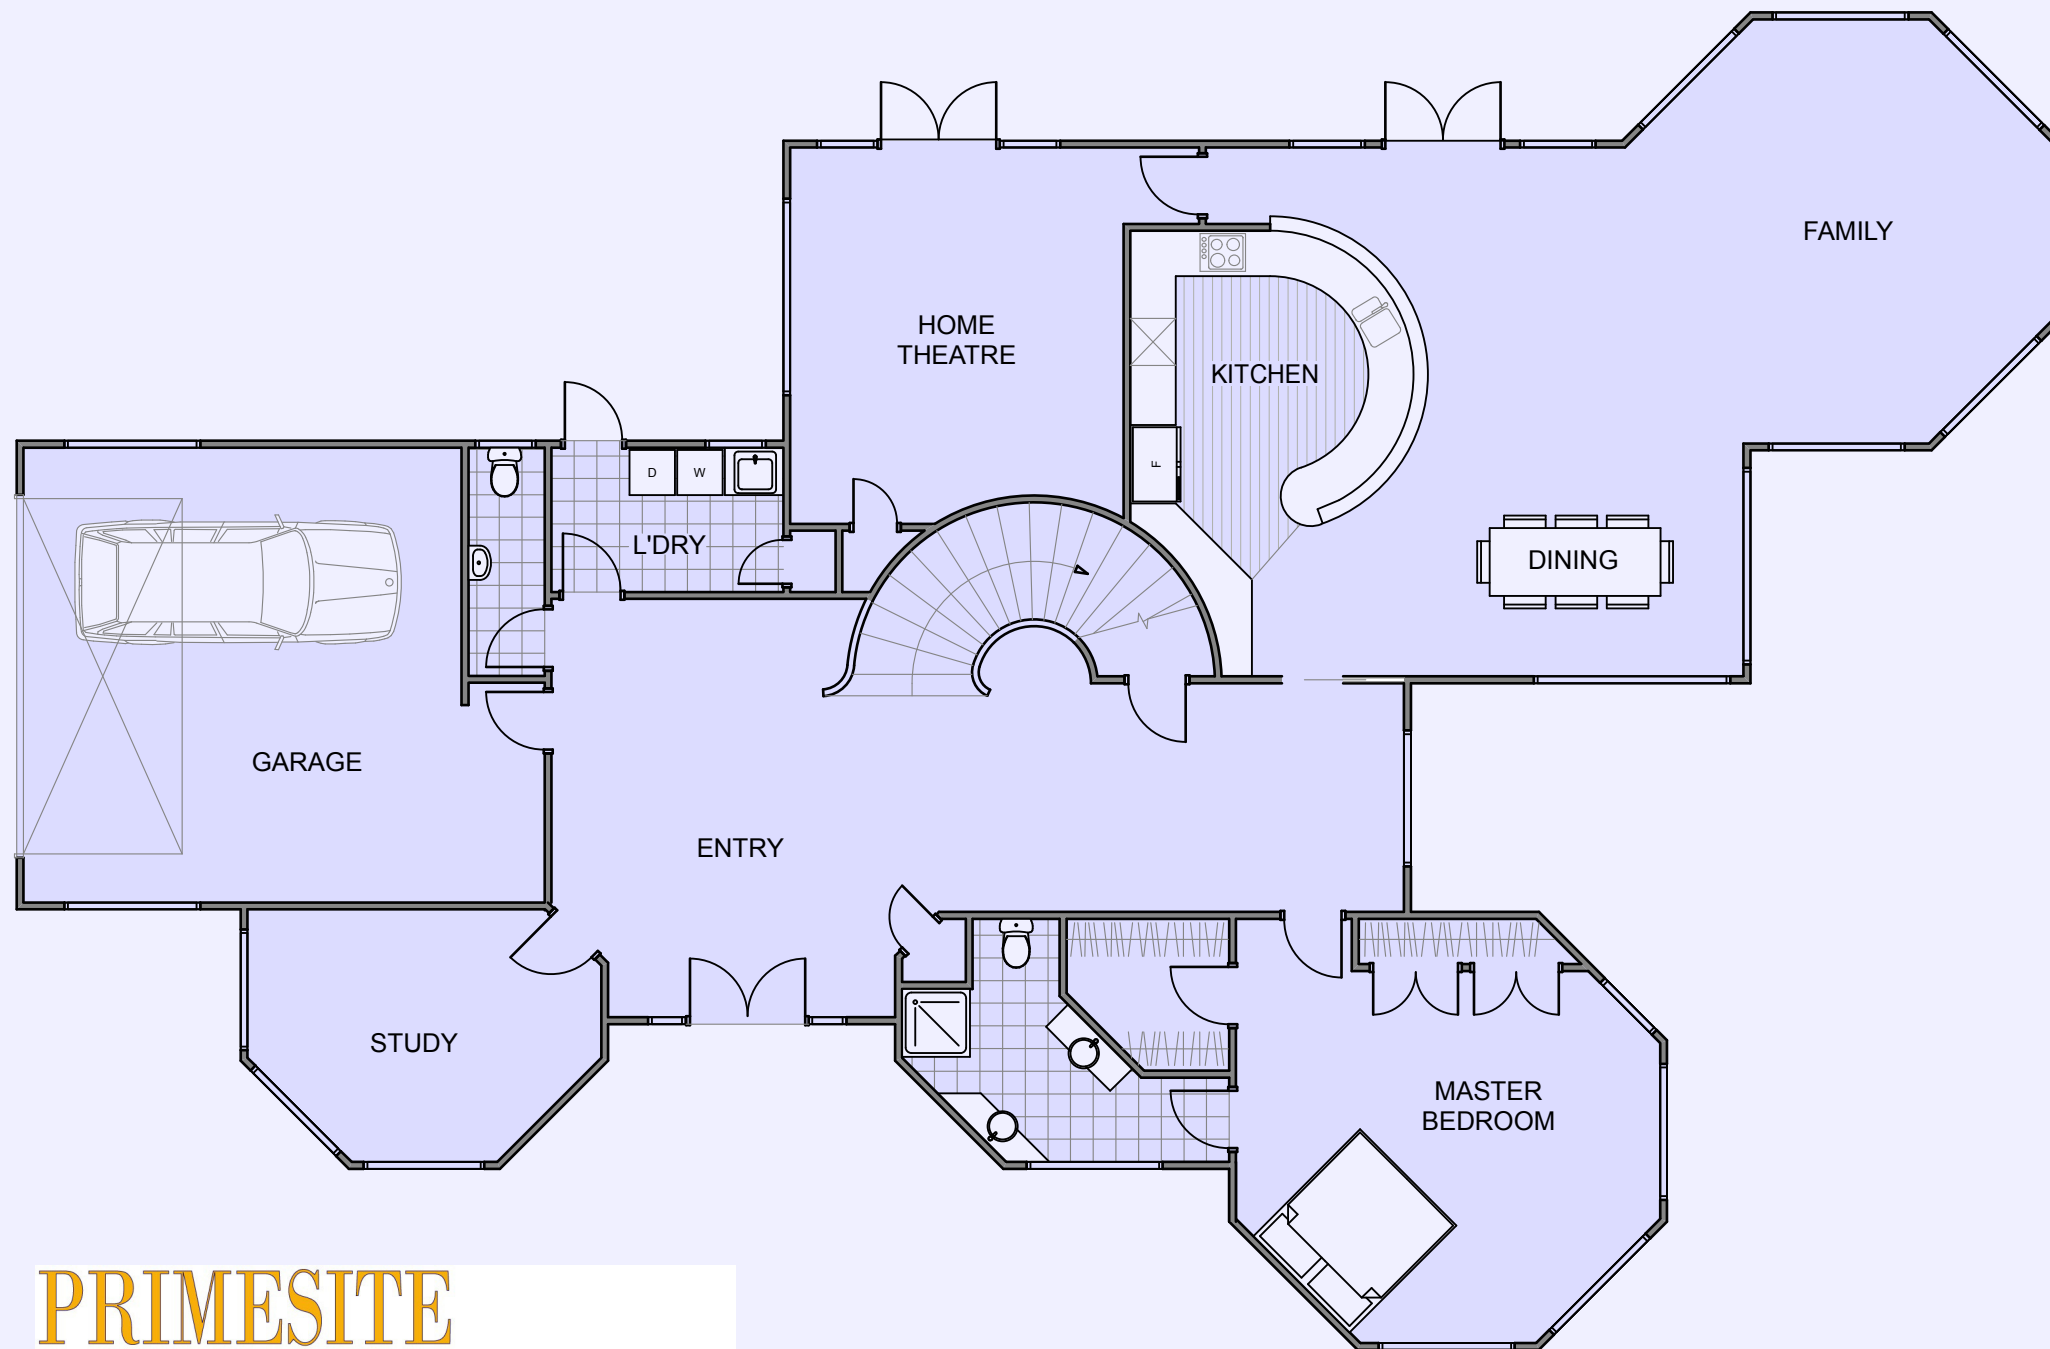 FAMILY
HOME
THEATRE
KITCHEN
F
D
W
L'DRY
DINING
GARAGE
ENTRY
STUDY
MASTER
BEDROOM
PRIMESITE